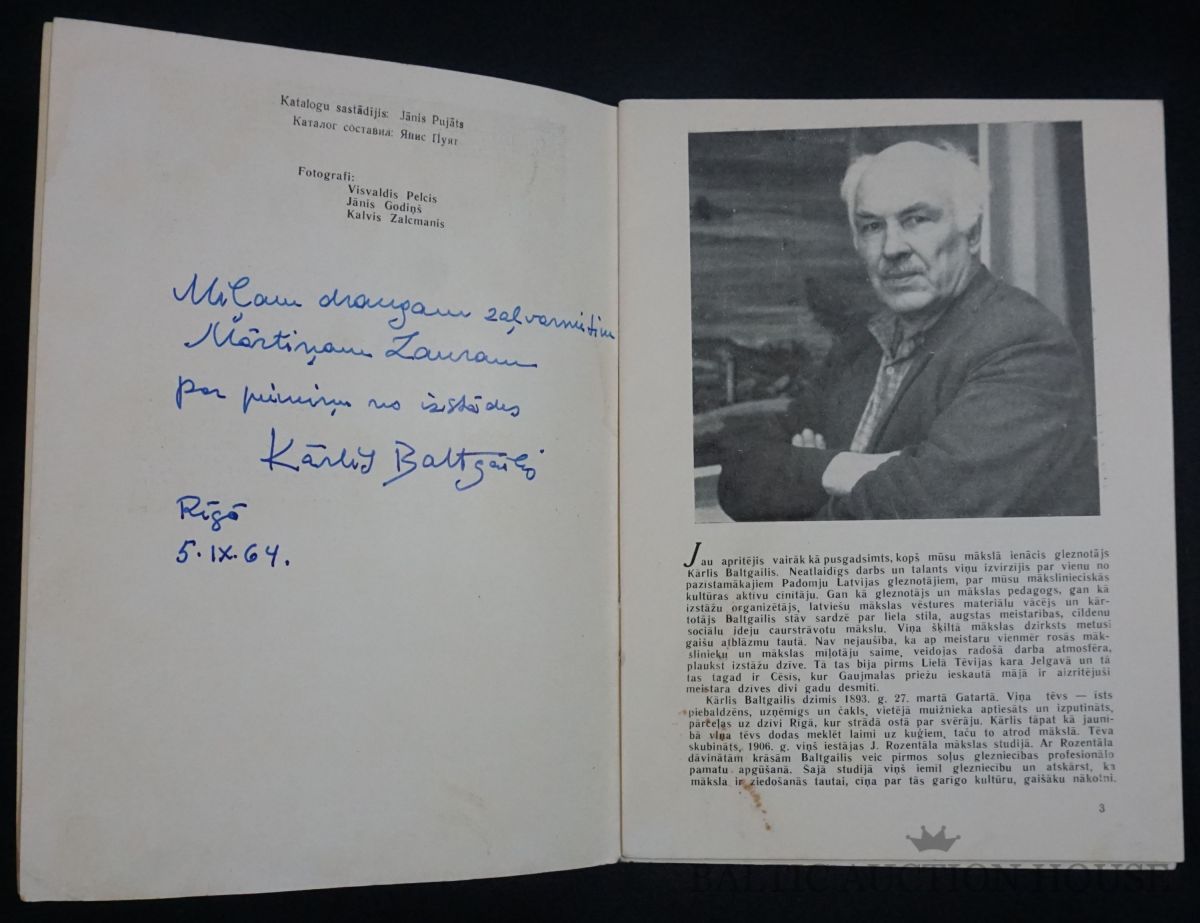 Katalogu sastādījis: Jānis Pujāts
Каталог составил: Янис Пуят
Fotografi:
Visvaldis Pelcis
Jānis Godiņš
Kalvis Zalcmanis
Mīļam draugam
Mārtiņam Lauram
par piemiņu no izstādes
Kārlis Baltgailis
Rīgā
5.IX.64.
Jau apritējis vairāk kā pusgadsimts, kopš mūsu mākslā ienācis gleznotājs
Kārlis Baltgailis. Neatlaidīgs darbs un talants viņu izvirzījis par vienu no
pazīstamākajiem Padomju Latvijas gleznotājiem, par mūsu mākslinieciskās
kultūras aktīvu cīnītāju. Gan kā gleznotājs un mākslas pedagogs, gan kā
izstāžu organizētājs, latviešu mākslas vēstures materiālu vācējs un kār-
totājs Baltgailis stāv sardzē par liela stila, augstas meistarības, cildenu
sociālu ideju caurstrāvotu mākslu. Viņa šķiltā mākslas dzirksts metusi
gaišu atblāzmu tautā. Nav nejaušība, ka ap meistaru vienmēr rosās māk-
slinieku un mākslas mīļotāju saime, veidojas radošā darba atmosfēra,
plaukst izstāžu dzīve. Tā tas bija pirms Lielā Tēvijas kara Jelgavā un tā
tas tagad ir Cēsīs, kur Gaujmalas priežu ieskautā mājā ir aizritējuši
meistara dzīves divi gadu desmiti.
Kārlis Baltgailis dzimis 1893. g. 27. martā Gatartā. Viņa tēvs — īsts
piebaldzēns, uzņēmīgs un čakls, vietējā muižnieka aptiesāts un izputināts,
pārceļas uz dzīvi Rīgā, kur strādā ostā par svērāju. Kārlis tāpat kā jaunī-
bā viņa tēvs dodas meklēt laimi uz kuģiem, taču to atrod mākslā. Tēva
skubināts, 1906. g. viņš iestājas J. Rozentāla mākslas studijā. Ar Rozentāla
dāvinātām krāsām Baltgailis veic pirmos soļus glezniecības profesionālo
pamatu apgūšanā. Šajā studijā viņš iemīl glezniecību un atskārst, ka
māksla ir ziedošanās tautai, cīņa par tās garīgo kultūru, gaišāku nākotni.
3
BALTIC AUCTION HOUSE